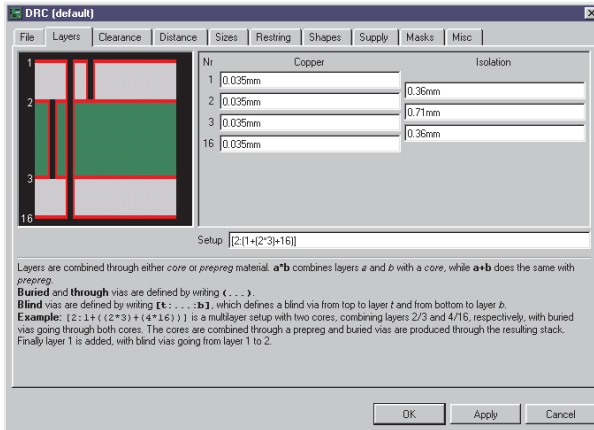 DRC (default)
File Layers Clearance Distance Sizes Restring Shapes Supply Masks Misc
Nr Copper Isolation
1
2
3
16
1 0.035mm
0.36mm
2 0.035mm
0.71mm
3 0.035mm
0.36mm
16 0.035mm
Setup [2:(1+(2*3)+16)]
Layers are combined through either core or prepreg material. a*b combines layers a and b with a core, while a+b does the same with
prepreg.
Buried and through vias are defined by writing (...).
Blind vias are defined by writing [t:...:b], which defines a blind via from top to layer t and from bottom to layer b.
Example: [2:1+((2*3)+(4*16))] is a multilayer setup with two cores, combining layers 2/3 and 4/16, respectively, with buried
vias going through both cores. The cores are combined through a prepreg and buried vias are produced through the resulting stack.
Finally layer 1 is added, with blind vias going from layer 1 to 2.
OK Apply Cancel